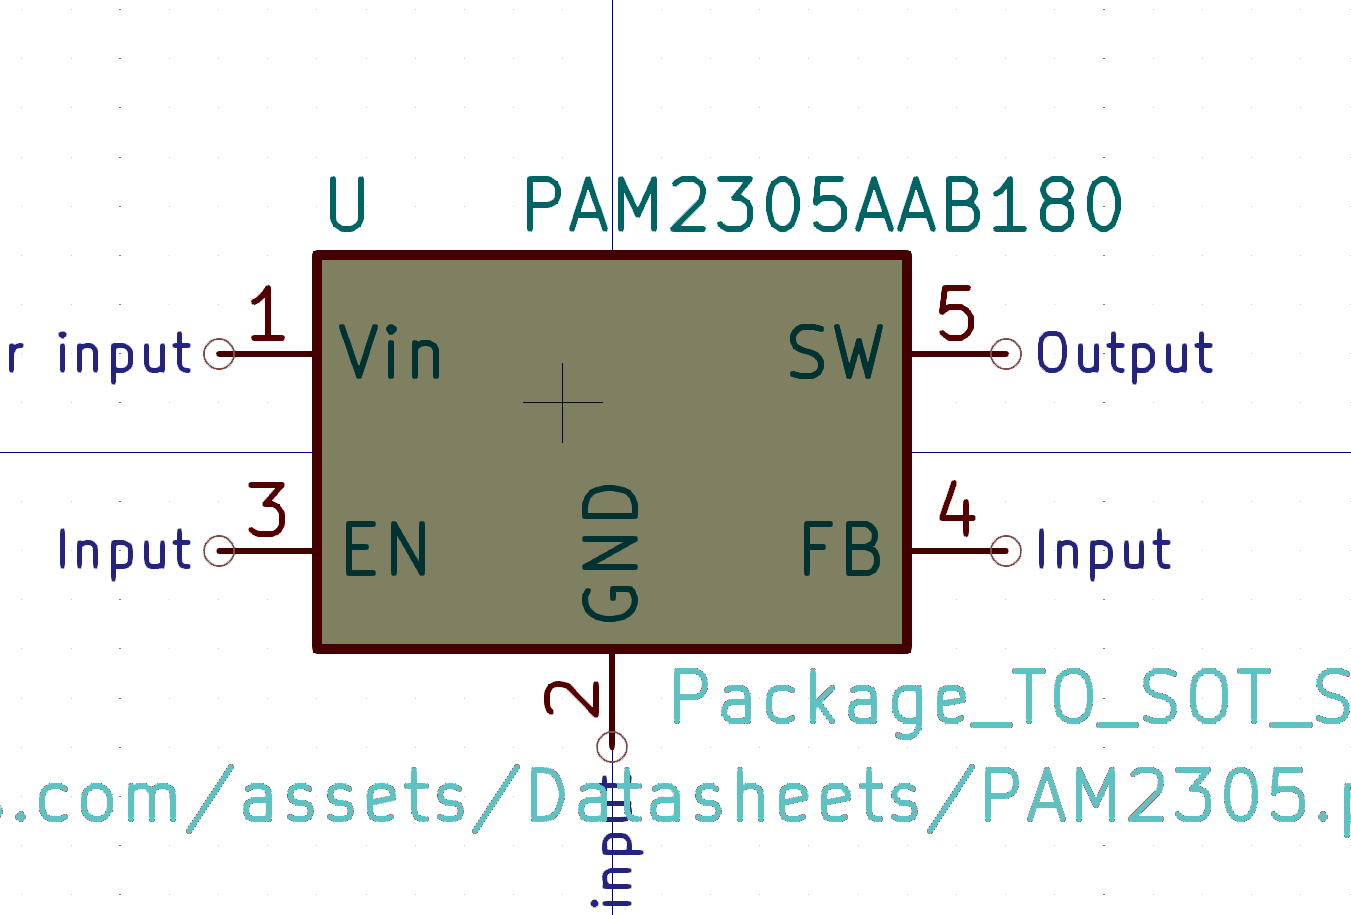 U PAM2305AAB180
1 5
r input Vin SW Output
3 4
Input EN FB Input
GND
2
Package_TO_SOT_S
.com/assets/Datasheets/PAM2305.p
input